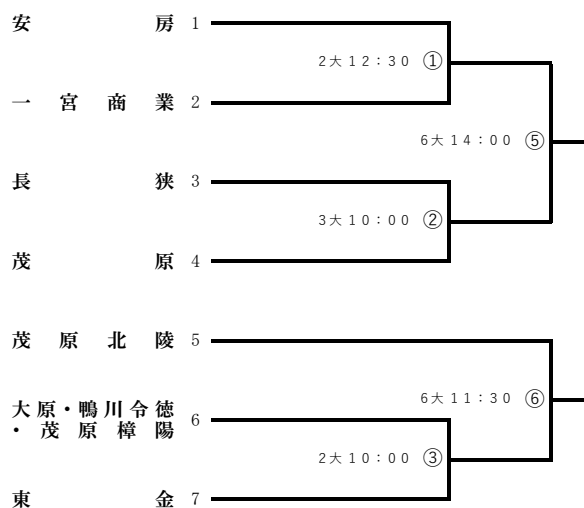 安房 1
2大 12：30 ①
一宮商業 2
6大 14：00 ⑤
長狭 3
3大 10：00 ②
茂原 4
茂原北陵 5
6大 11：30 ⑥
大原・鴨川令徳
・茂原樟陽 6
2大 10：00 ③
東金 7